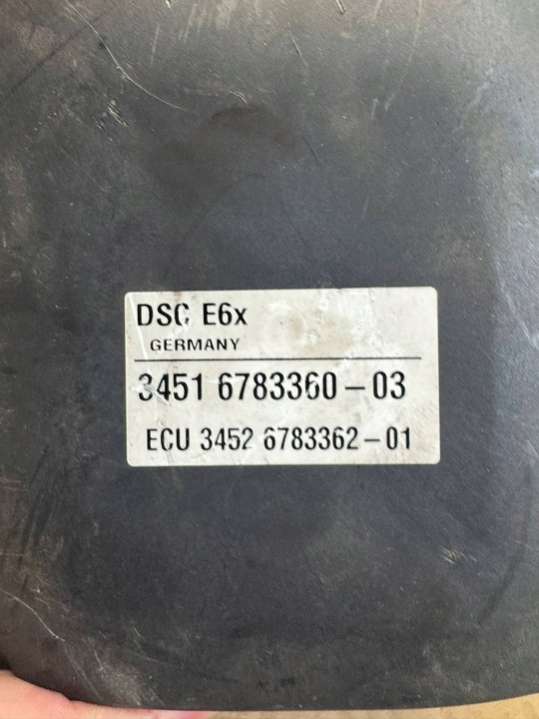 DSC E6x
GERMANY
3451 6783360-03
ECU 3452 6783362-01